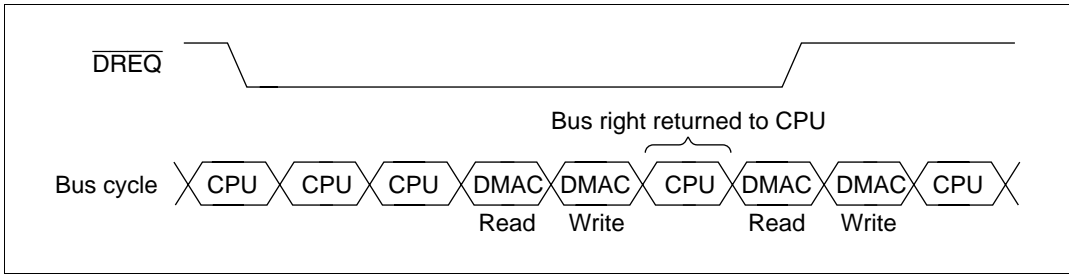 DREQ
Bus right returned to CPU
Bus cycle CPU CPU CPU DMAC DMAC CPU DMAC DMAC CPU
Read Write Read Write